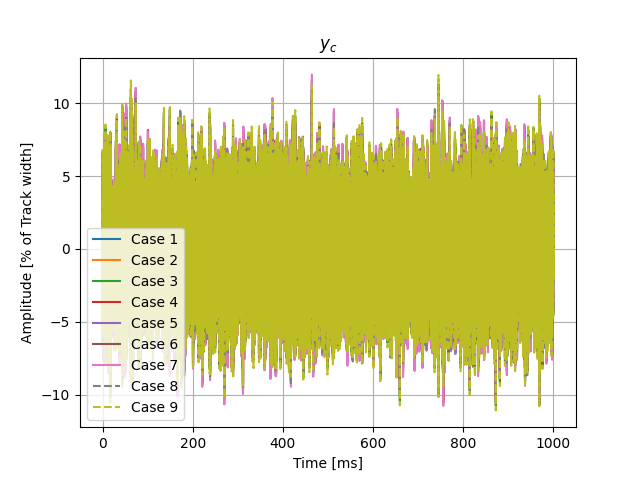 y_c
Amplitude [% of Track width]
10
5
0
−5
−10
Case 1
Case 2
Case 3
Case 4
Case 5
Case 6
Case 7
Case 8
Case 9
0 200 400 600 800 1000
Time [ms]